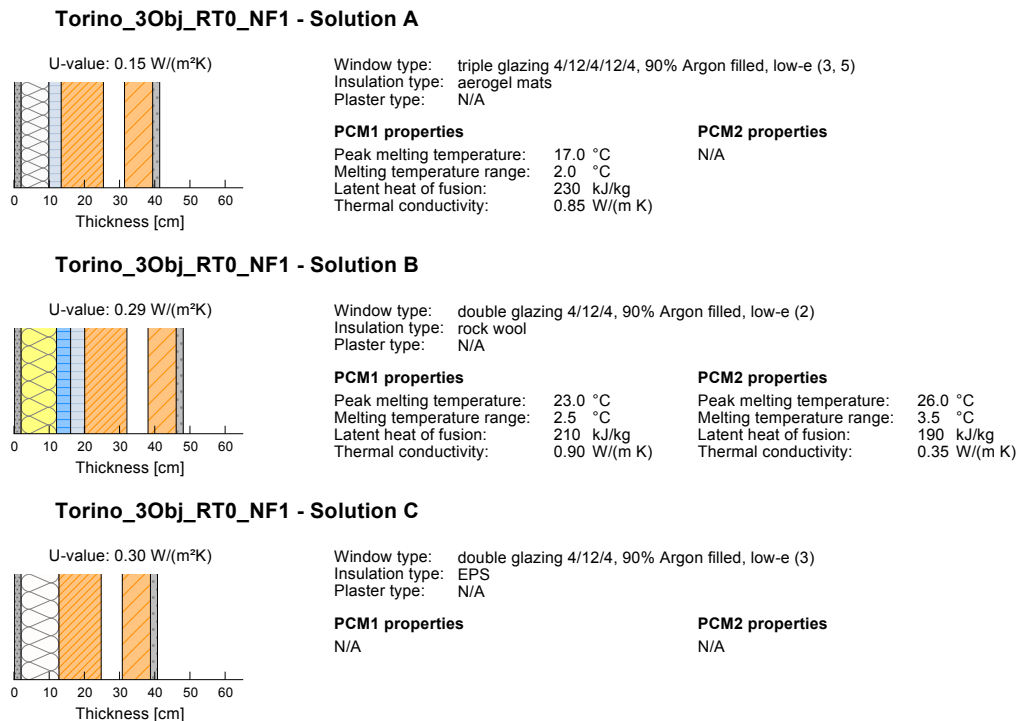 Torino_3Obj_RT0_NF1 - Solution A
U-value: 0.15 W/(m²K)
0 10 20 30 40 50 60
Thickness [cm]
Window type: triple glazing 4/12/4/12/4, 90% Argon filled, low-e (3, 5)
Insulation type: aerogel mats
Plaster type: N/A
PCM1 properties
Peak melting temperature: 17.0 °C
Melting temperature range: 2.0 °C
Latent heat of fusion: 230 kJ/kg
Thermal conductivity: 0.85 W/(m K)
PCM2 properties
N/A
Torino_3Obj_RT0_NF1 - Solution B
U-value: 0.29 W/(m²K)
0 10 20 30 40 50 60
Thickness [cm]
Window type: double glazing 4/12/4, 90% Argon filled, low-e (2)
Insulation type: rock wool
Plaster type: N/A
PCM1 properties
Peak melting temperature: 23.0 °C
Melting temperature range: 2.5 °C
Latent heat of fusion: 210 kJ/kg
Thermal conductivity: 0.90 W/(m K)
PCM2 properties
Peak melting temperature: 26.0 °C
Melting temperature range: 3.5 °C
Latent heat of fusion: 190 kJ/kg
Thermal conductivity: 0.35 W/(m K)
Torino_3Obj_RT0_NF1 - Solution C
U-value: 0.30 W/(m²K)
0 10 20 30 40 50 60
Thickness [cm]
Window type: double glazing 4/12/4, 90% Argon filled, low-e (3)
Insulation type: EPS
Plaster type: N/A
PCM1 properties
N/A
PCM2 properties
N/A